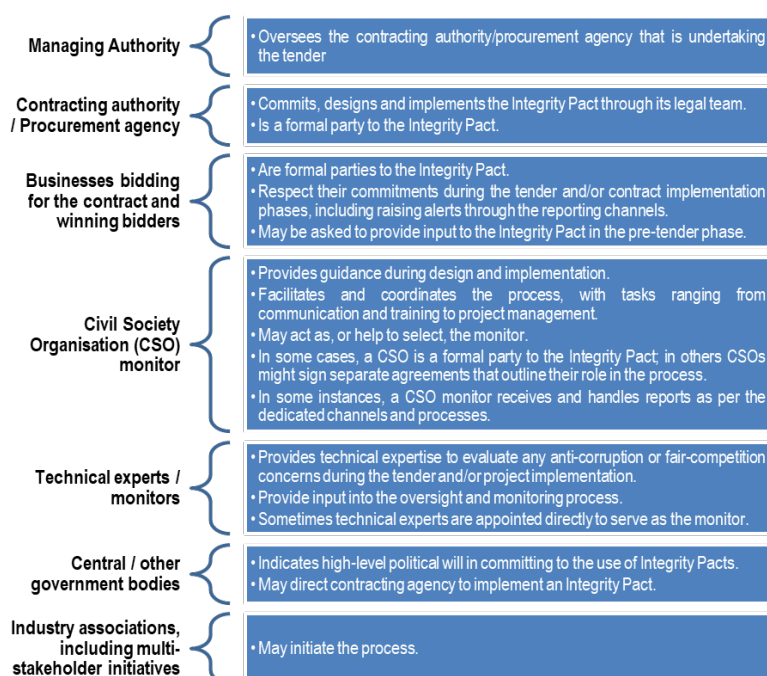 Managing Authority
• Oversees the contracting authority/procurement agency that is undertaking
the tender
Contracting authority
/ Procurement agency
• Commits, designs and implements the Integrity Pact through its legal team.
• Is a formal party to the Integrity Pact.
Businesses bidding
for the contract and
winning bidders
• Are formal parties to the Integrity Pact.
• Respect their commitments during the tender and/or contract implementation
phases, including raising alerts through the reporting channels.
• May be asked to provide input to the Integrity Pact in the pre-tender phase.
Civil Society
Organisation (CSO)
monitor
• Provides guidance during design and implementation.
• Facilitates and coordinates the process, with tasks ranging from
communication and training to project management.
• May act as, or help to select, the monitor.
• In some cases, a CSO is a formal party to the Integrity Pact; in others CSOs
might sign separate agreements that outline their role in the process.
• In some instances, a CSO monitor receives and handles reports as per the
dedicated channels and processes.
Technical experts /
monitors
• Provides technical expertise to evaluate any anti-corruption or fair-competition
concerns during the tender and/or project implementation.
• Provide input into the oversight and monitoring process.
• Sometimes technical experts are appointed directly to serve as the monitor.
Central / other
government bodies
• Indicates high-level political will in committing to the use of Integrity Pacts.
• May direct contracting agency to implement an Integrity Pact.
Industry associations,
including multi-
stakeholder initiatives
• May initiate the process.